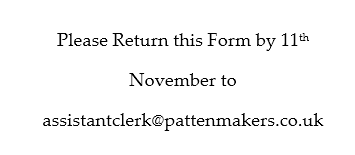 Please Return this Form by 11th
November to
assistantclerk@pattenmakers.co.uk